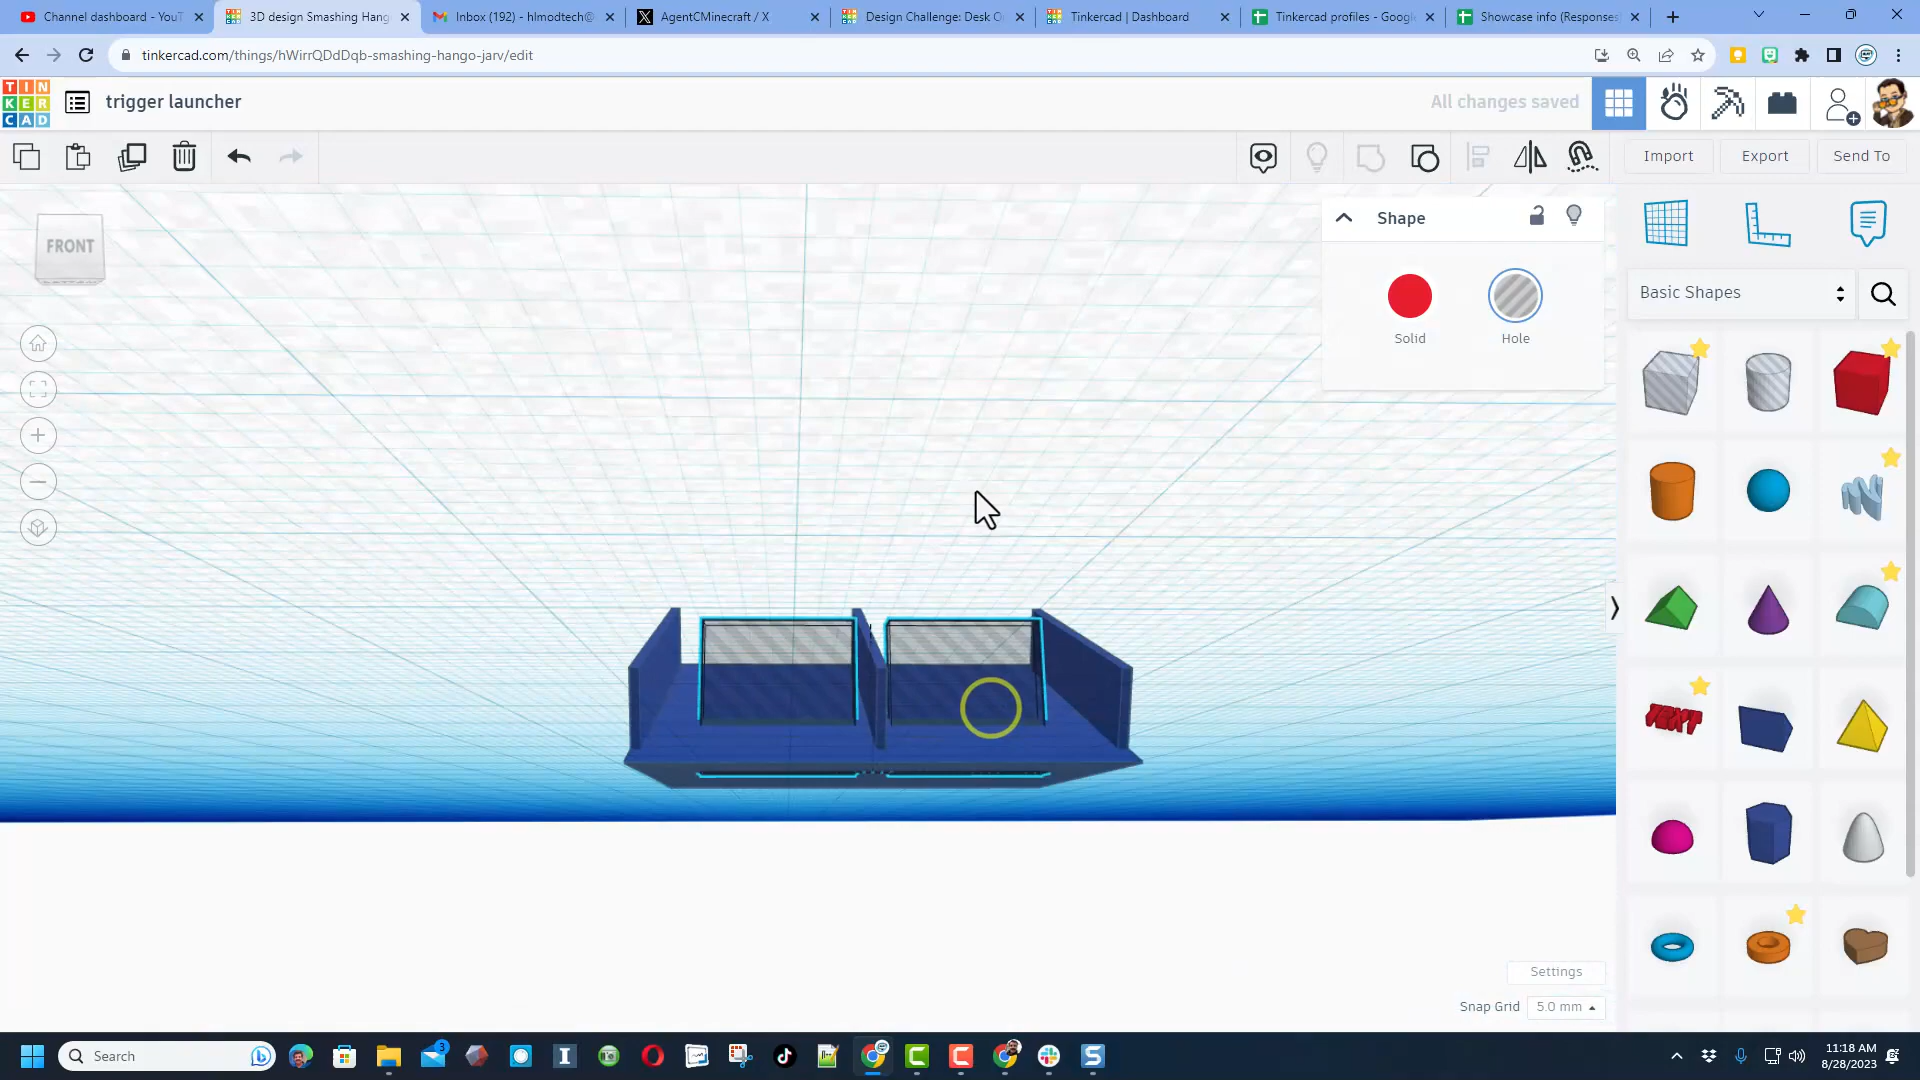 Channel dashboard - YouT
3D design Smashing Hang
Inbox (192) - hlmodtech@
AgentCMinecraft / X
Design Challenge: Desk O
Tinkercad | Dashboard
Tinkercad profiles - Googl
Showcase info (Responses
tinkercad.com/things/hWirrQDdDqb-smashing-hango-jarv/edit
TIN
KER
CAD
trigger launcher
All changes saved
Import
Export
Send To
FRONT
Shape
Solid
Hole
Basic Shapes
TEXT
Settings
Snap Grid
5.0 mm
Search
3
11:18 AM
8/28/2023